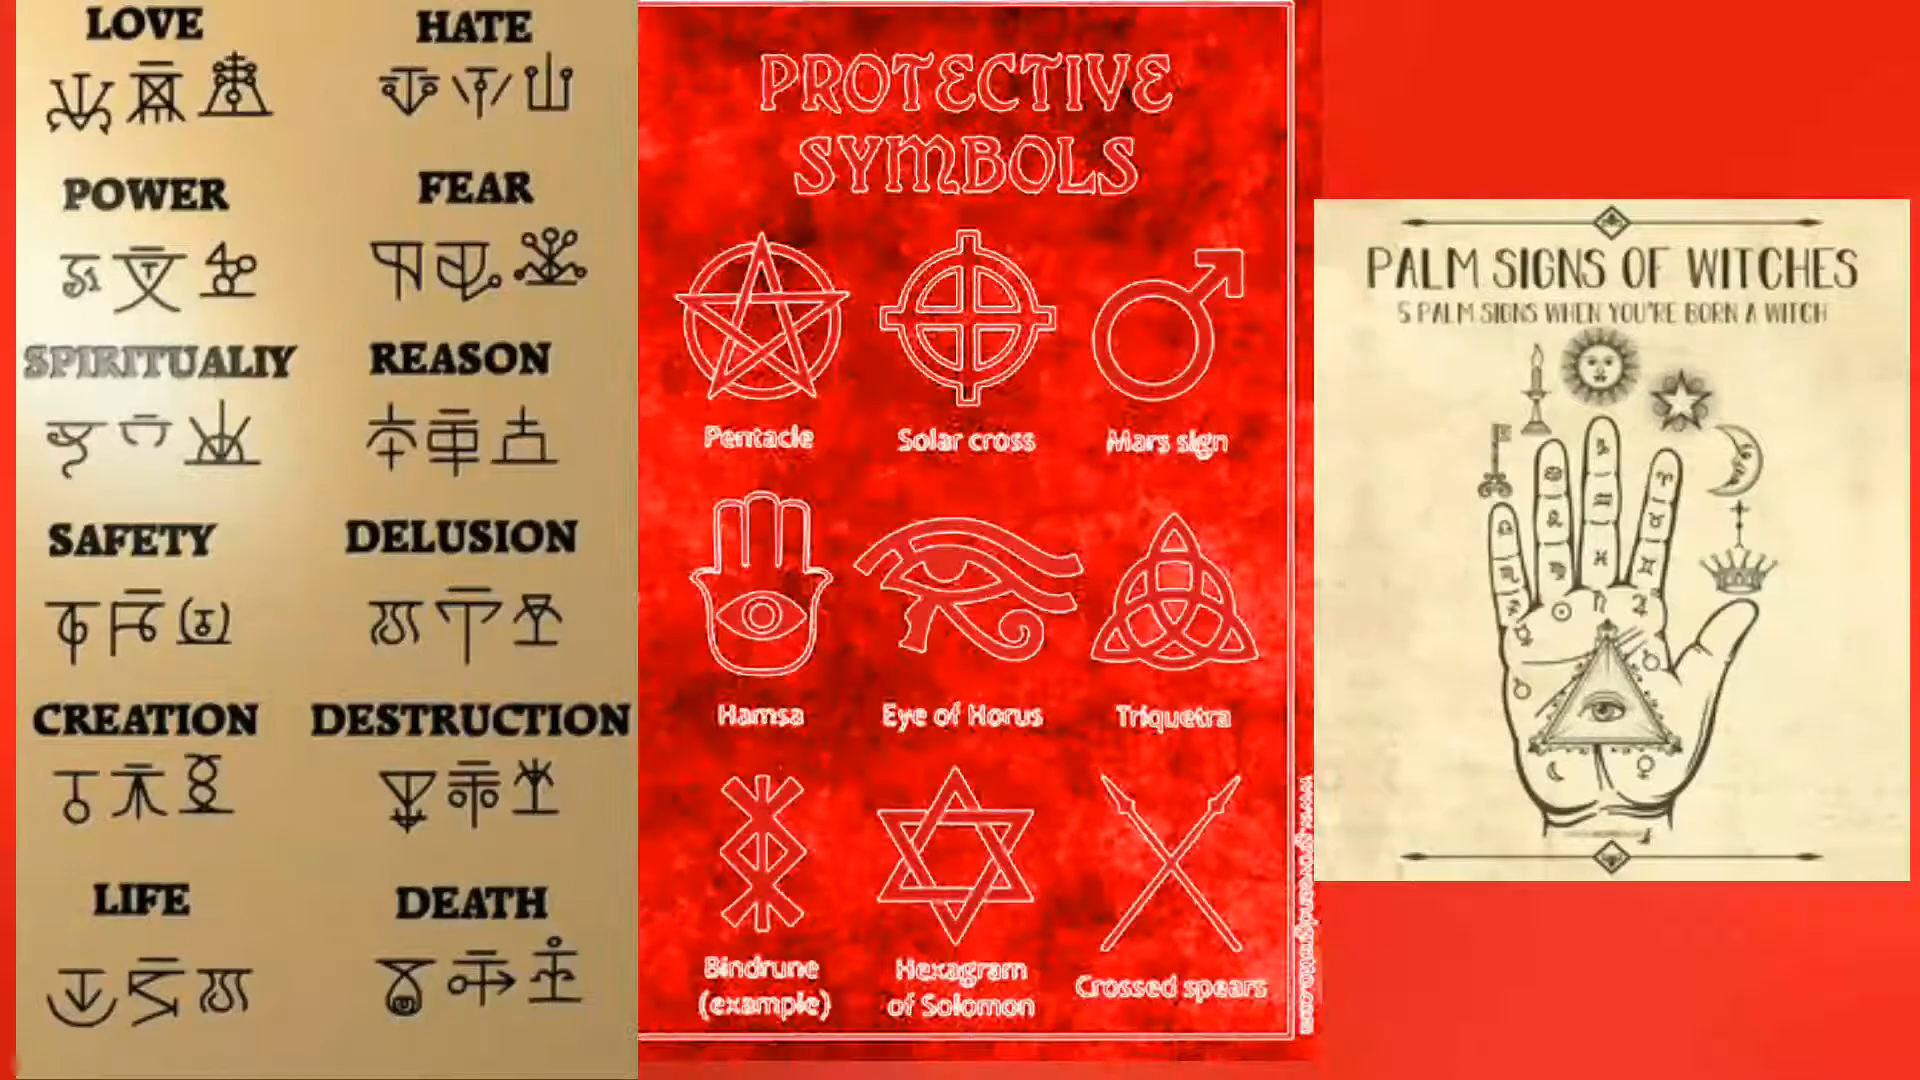 LOVE
HATE
POWER
FEAR
SPIRITUALIY
REASON
SAFETY
DELUSION
CREATION
DESTRUCTION
LIFE
DEATH
PROTECTIVE
SYMBOLS
Pentacle
Solar cross
Mars sign
Hamsa
Eye of Horus
Triquetra
Bindrune
(example)
Hexagram
of Solomon
Crossed spears
PALM SIGNS OF WITCHES
5 PALM SIGNS WHEN YOU'RE BORN A WITCH